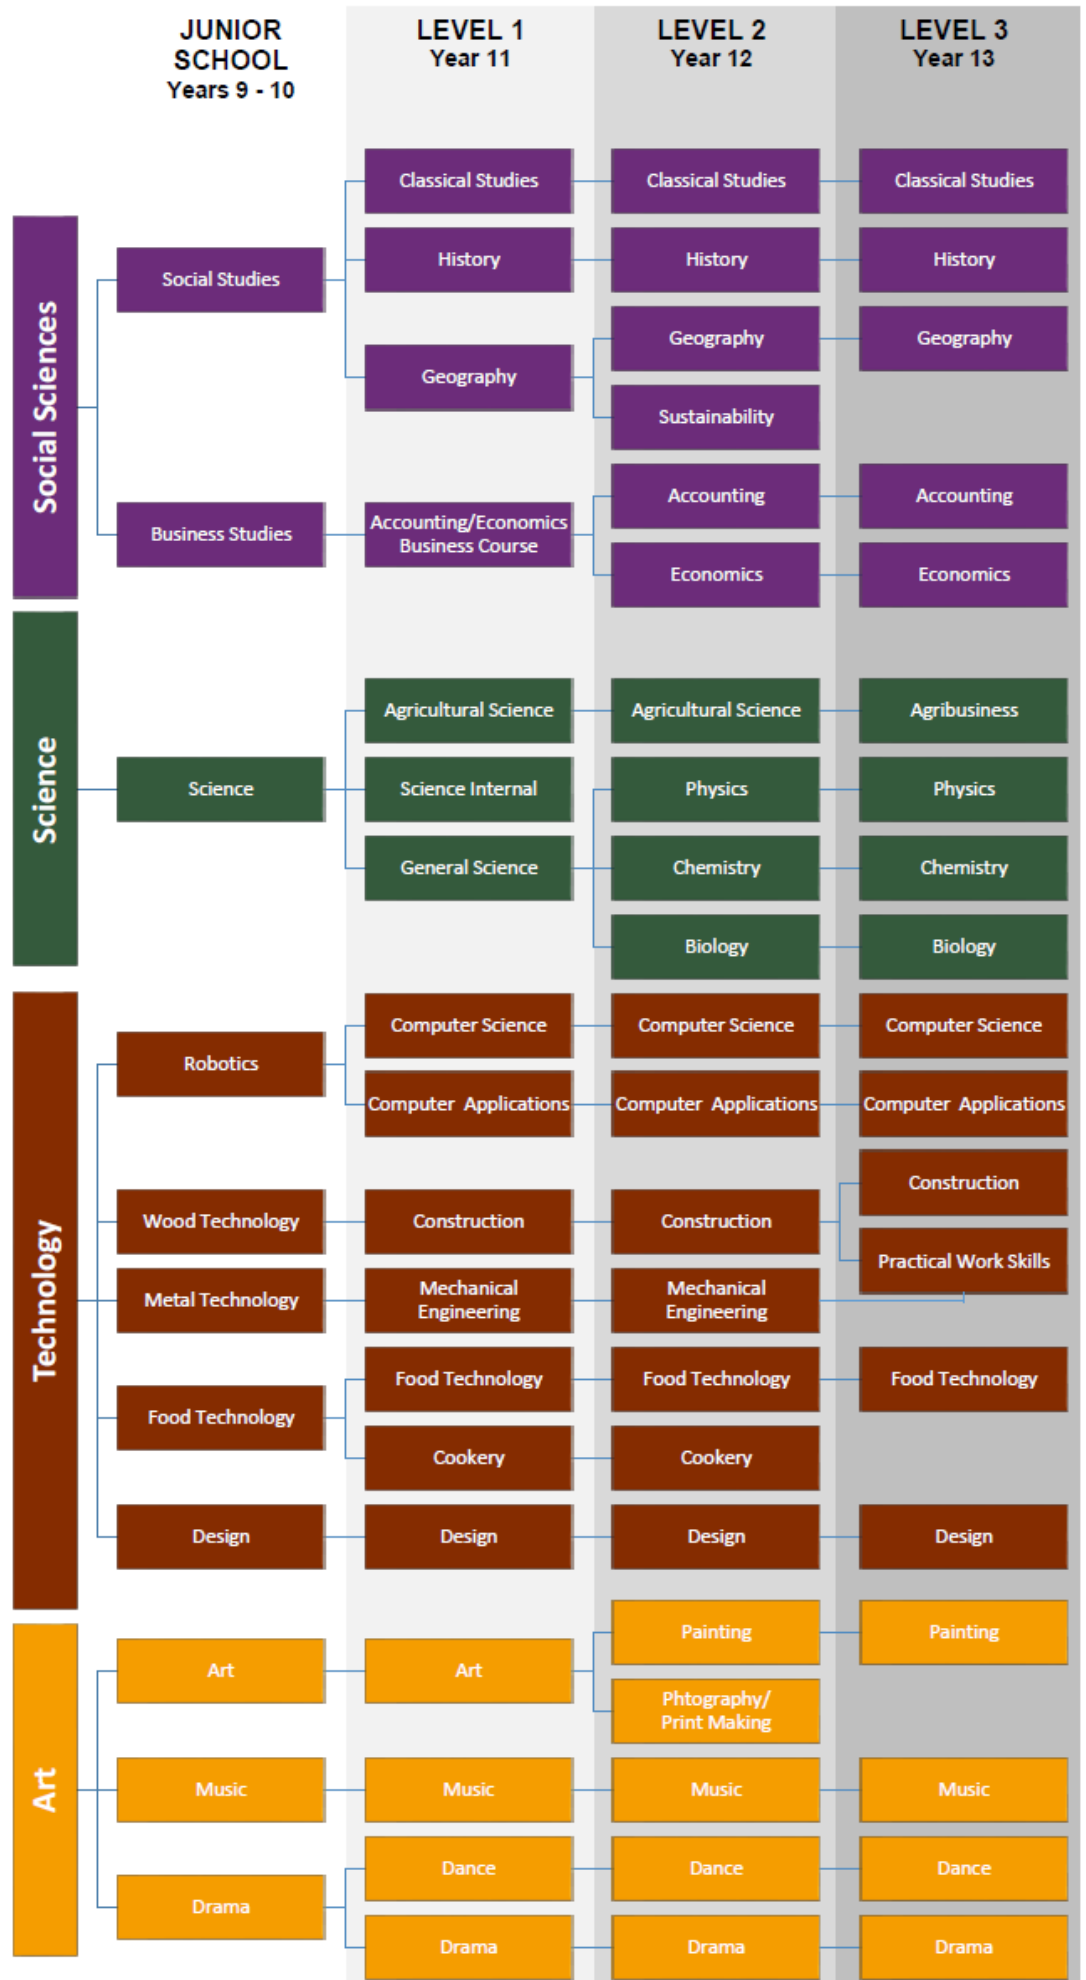 JUNIOR
SCHOOL
Years 9 - 10
LEVEL 1
Year 11
LEVEL 2
Year 12
LEVEL 3
Year 13
Social Sciences
Social Studies
Classical Studies
Classical Studies
Classical Studies
History
History
History
Geography
Geography
Geography
Sustainability
Business Studies
Accounting/Economics
Business Course
Accounting
Accounting
Economics
Economics
Science
Science
Agricultural Science
Agricultural Science
Agribusiness
Science Internal
General Science
Physics
Physics
Chemistry
Chemistry
Biology
Biology
Technology
Robotics
Computer Science
Computer Science
Computer Science
Computer Applications
Computer Applications
Computer Applications
Wood Technology
Construction
Construction
Construction
Practical Work Skills
Metal Technology
Mechanical
Engineering
Mechanical
Engineering
Food Technology
Food Technology
Food Technology
Food Technology
Cookery
Cookery
Design
Design
Design
Design
Art
Art
Art
Painting
Painting
Phtography/
Print Making
Music
Music
Music
Music
Drama
Dance
Dance
Dance
Drama
Drama
Drama